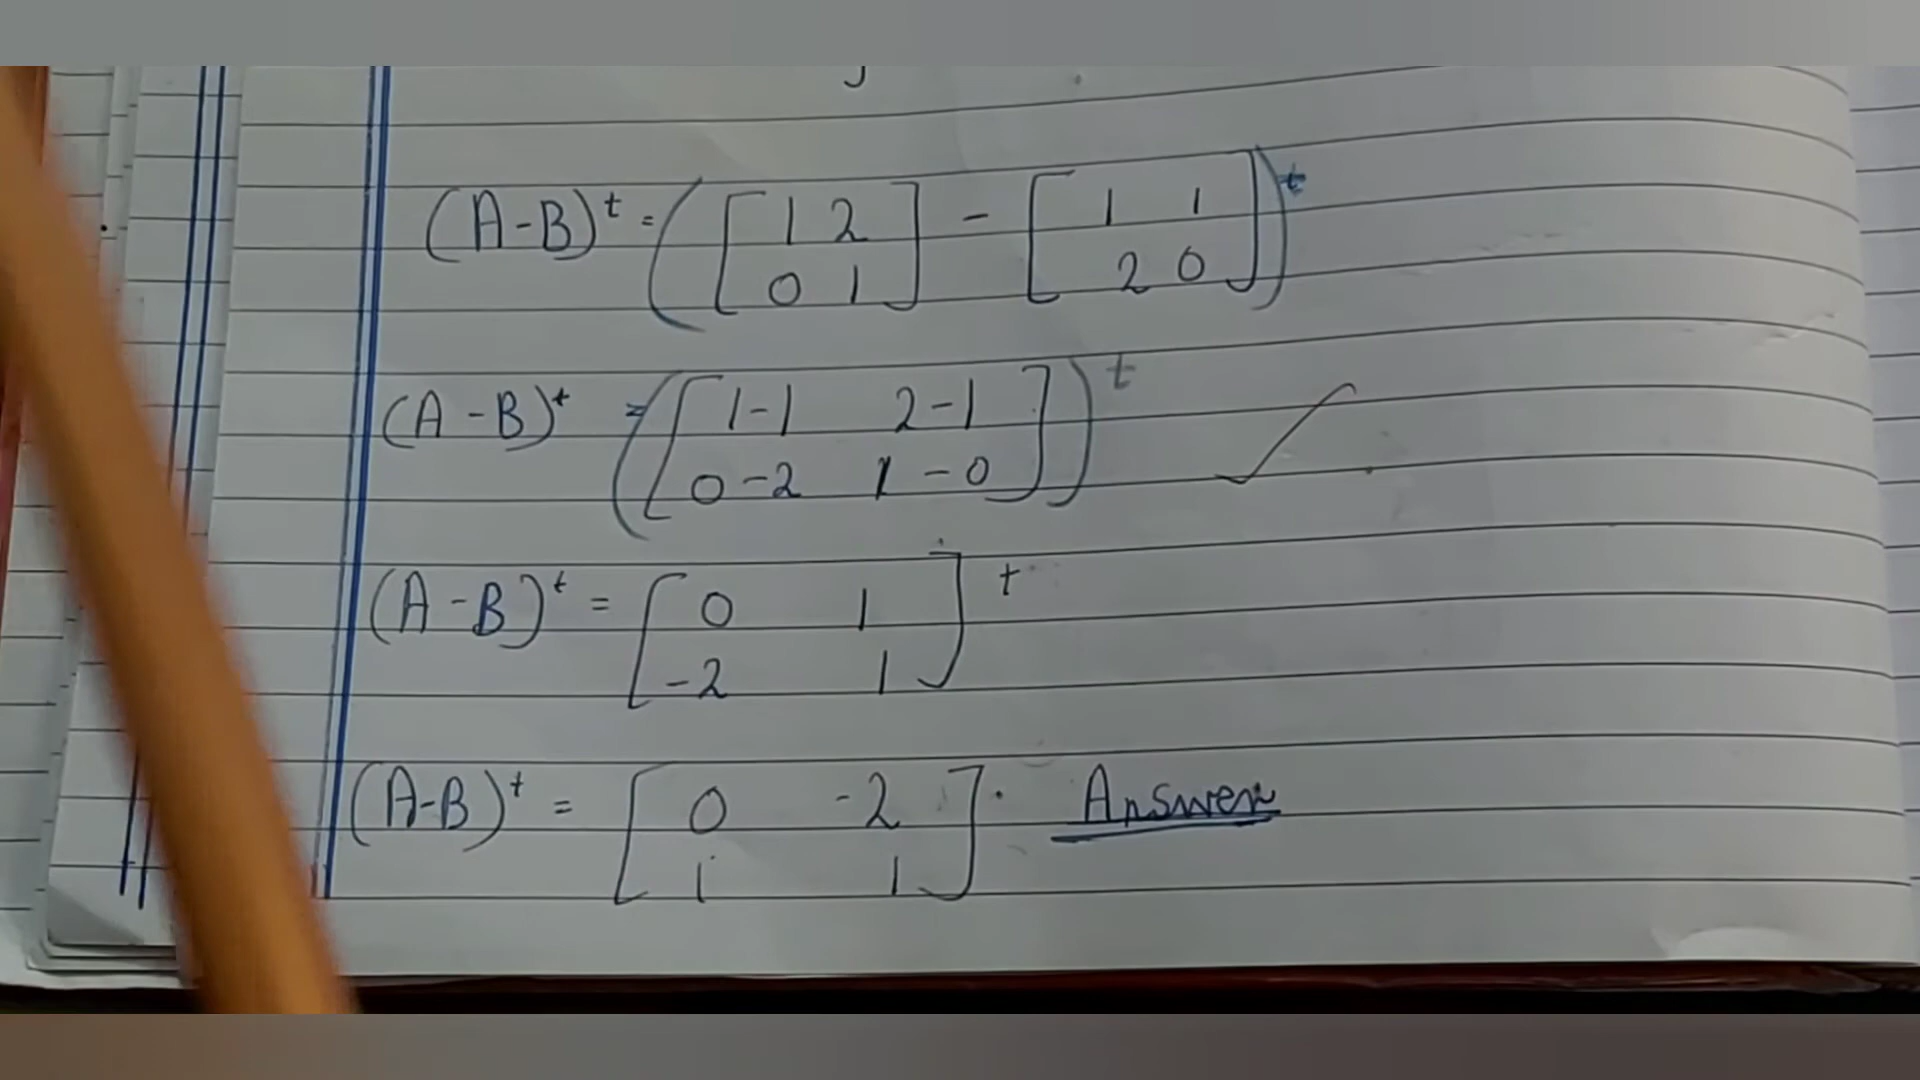 (A-B)^t = ([1 2] - [1 1])^t
[0 1] [2 0]
(A-B)^t = ([1-1 2-1])^t
[0-2 1-0]
(A-B)^t = [0 1]^t
[-2 1]
(A-B)^t = [0 -2]. Answer
[1 1]